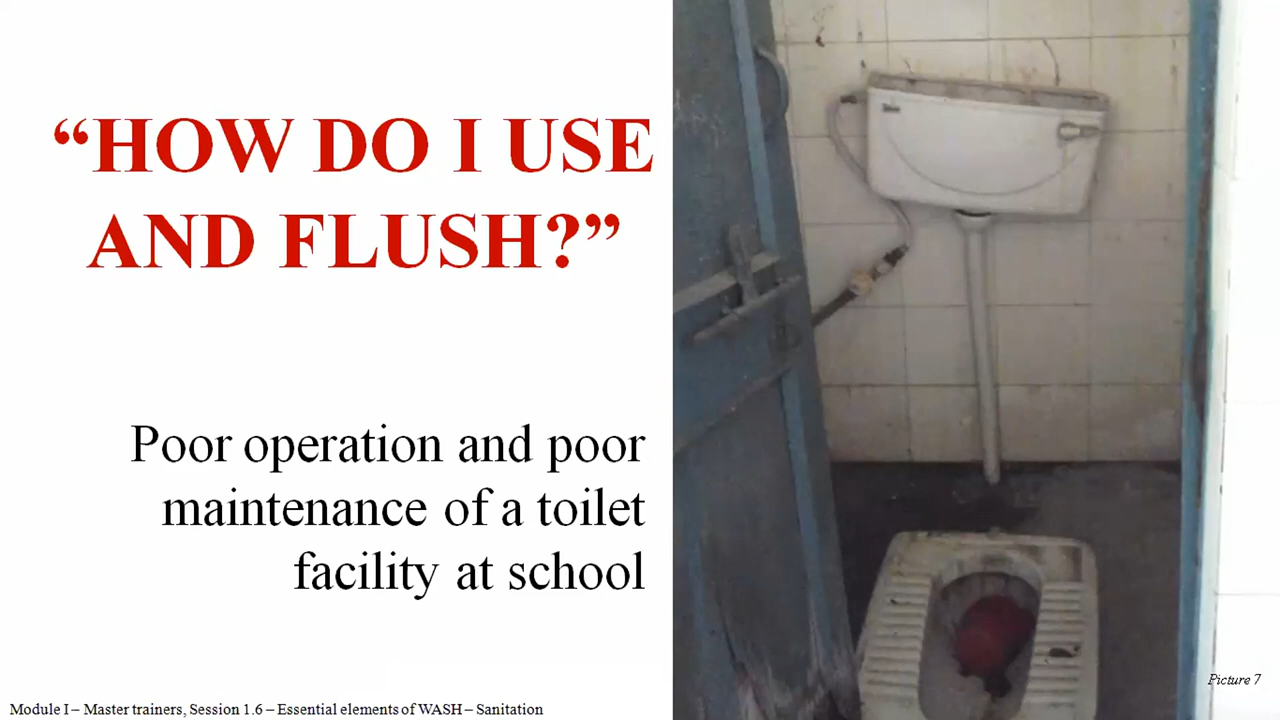 “HOW DO I USE
AND FLUSH?”
Poor operation and poor
maintenance of a toilet
facility at school
Picture 7
Module I – Master trainers, Session 1.6 – Essential elements of WASH – Sanitation